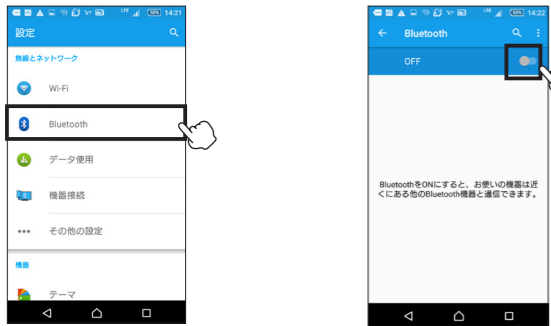 53% 14:21
設定
無線とネットワーク
Wi-Fi
Bluetooth
データ使用
機器接続
その他の設定
機器
テーマ
53% 14:22
Bluetooth
OFF
BluetoothをONにすると、お使いの機器は近
くにある他のBluetooth機器と通信できます。